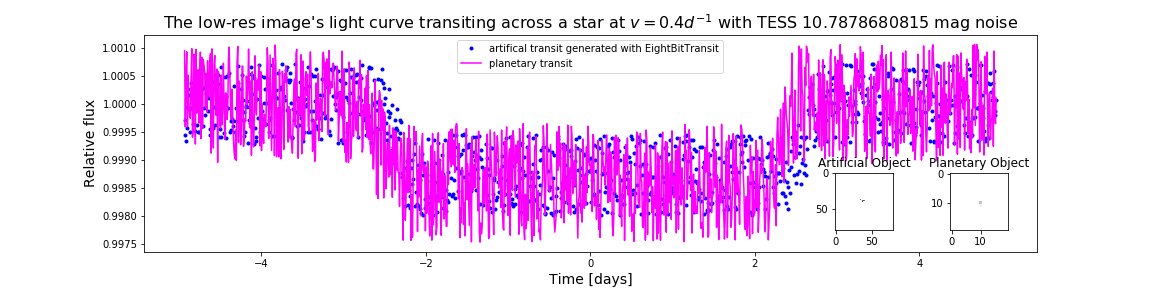 The low-res image's light curve transiting across a star at v = 0.4d⁻¹ with TESS 10.7878680815 mag noise
artifical transit generated with EightBitTransit
planetary transit
Relative flux
1.0010
1.0005
1.0000
0.9995
0.9990
0.9985
0.9980
0.9975
Artificial Object
0
50
0 50
Planetary Object
0
10
0 10
−4 −2 0 2 4
Time [days]